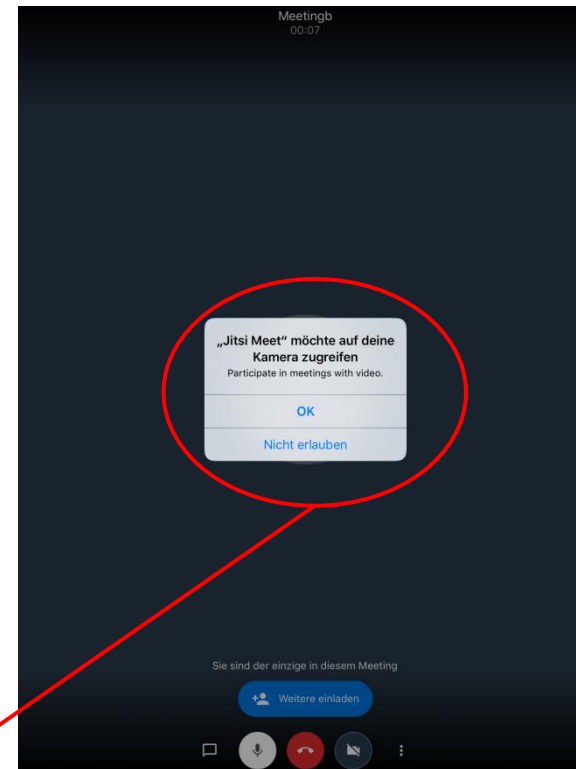 Meetingb
00:07
„Jitsi Meet“ möchte auf deine
Kamera zugreifen
Participate in meetings with video.
OK
Nicht erlauben
Sie sind der einzige in diesem Meeting
Weitere einladen